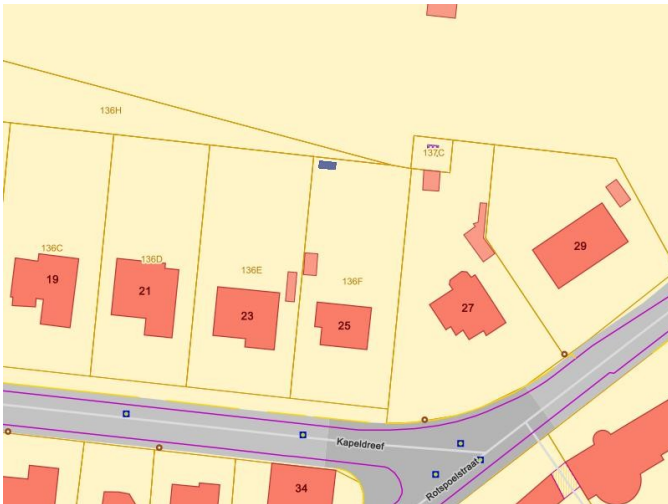 136H
137C
136C
136D
136E
136F
19
21
23
25
27
29
Kapeldreef
Rotspoelstraat
34